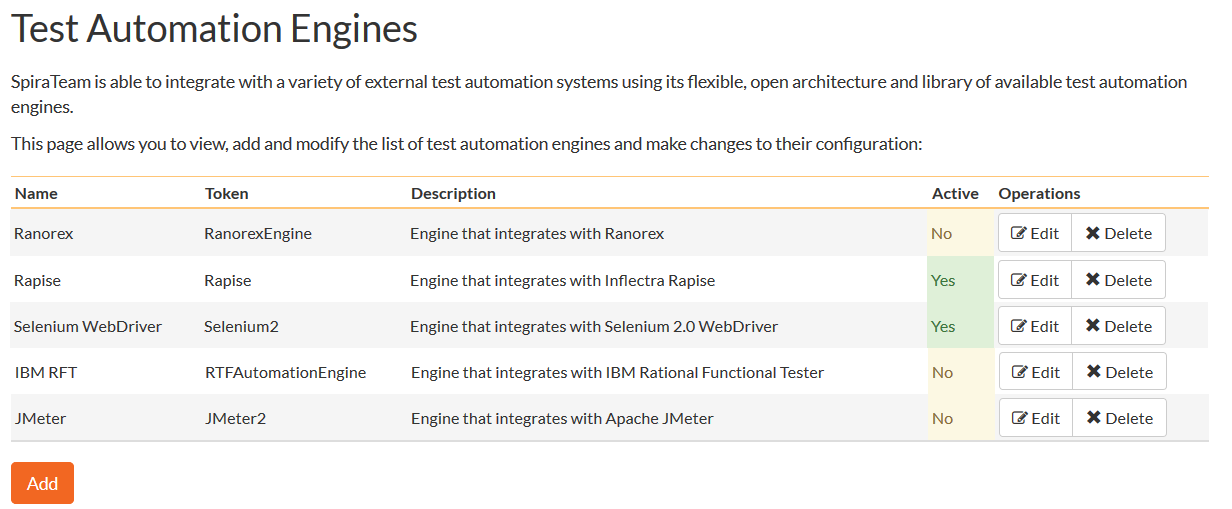 Test Automation Engines
SpiraTeam is able to integrate with a variety of external test automation systems using its flexible, open architecture and library of available test automation
engines.
This page allows you to view, add and modify the list of test automation engines and make changes to their configuration:
Name Token Description Active Operations
Ranorex RanorexEngine Engine that integrates with Ranorex No Edit Delete
Rapise Rapise Engine that integrates with Inflectra Rapise Yes Edit Delete
Selenium WebDriver Selenium2 Engine that integrates with Selenium 2.0 WebDriver Yes Edit Delete
IBM RFT RTFAutomationEngine Engine that integrates with IBM Rational Functional Tester No Edit Delete
JMeter JMeter2 Engine that integrates with Apache JMeter No Edit Delete
Add